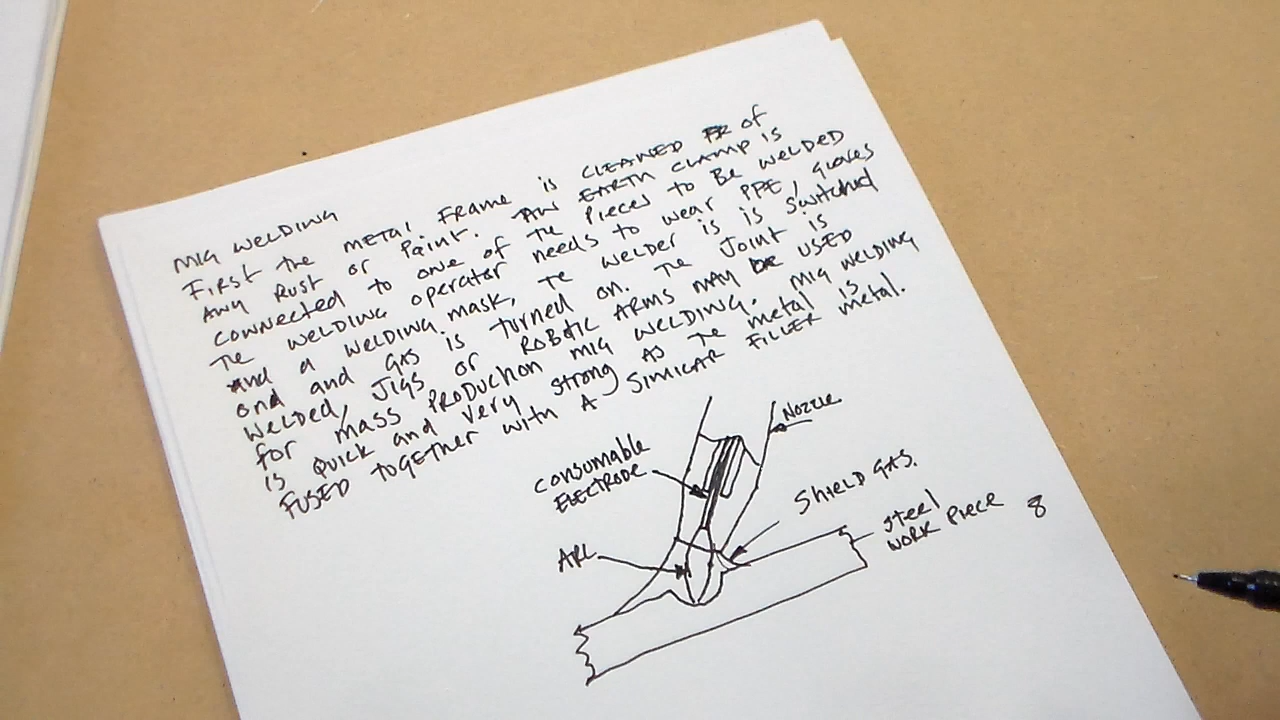 MIG WELDING
FIRST THE METAL FRAME is CLEANED of
ANY RUST or Paint. AN EARTH CLAMP is
CONNECTED TO ONE OF THE PIECES TO BE WELDED
THE WELDING operator needs to wear PPE, Gloves
and a WELDING MASK, THE WELDER is is Switched
ond and GAS is Turned on. THE JOINT is
WELDED, JIGS or ROBOTIC ARMS MAY BE USED
for MASS PRODUCTION MIG WELDING. MIG WELDING
is QUICK and VERY strong AS THE METAL IS
FUSED TOGETHER WITH A SIMILAR FILLER METAL.
NOZZLE
CONSUMABLE
ELECTRODE
SHIELD GAS.
ARC
STEEL
WORK PIECE
8